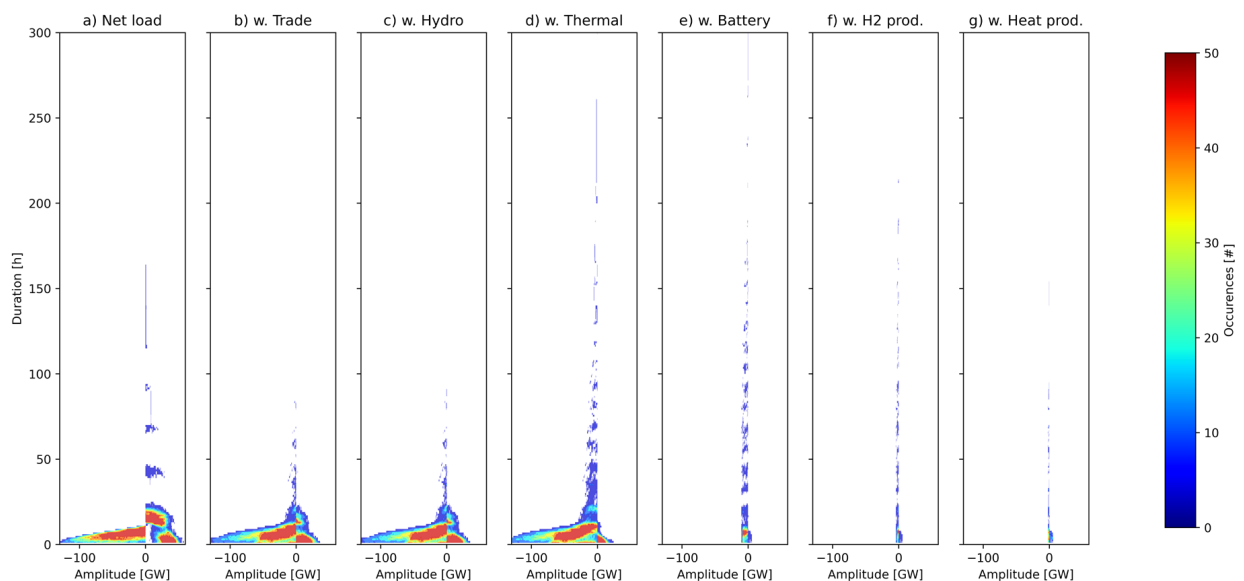 a) Net load
b) w. Trade
c) w. Hydro
d) w. Thermal
e) w. Battery
f) w. H2 prod.
g) w. Heat prod.
300
250
200
150
100
50
0
Duration [h]
−100 0
−100 0
−100 0
−100 0
−100 0
−100 0
−100 0
Amplitude [GW]
Amplitude [GW]
Amplitude [GW]
Amplitude [GW]
Amplitude [GW]
Amplitude [GW]
Amplitude [GW]
50
40
30
20
10
0
Occurences [#]